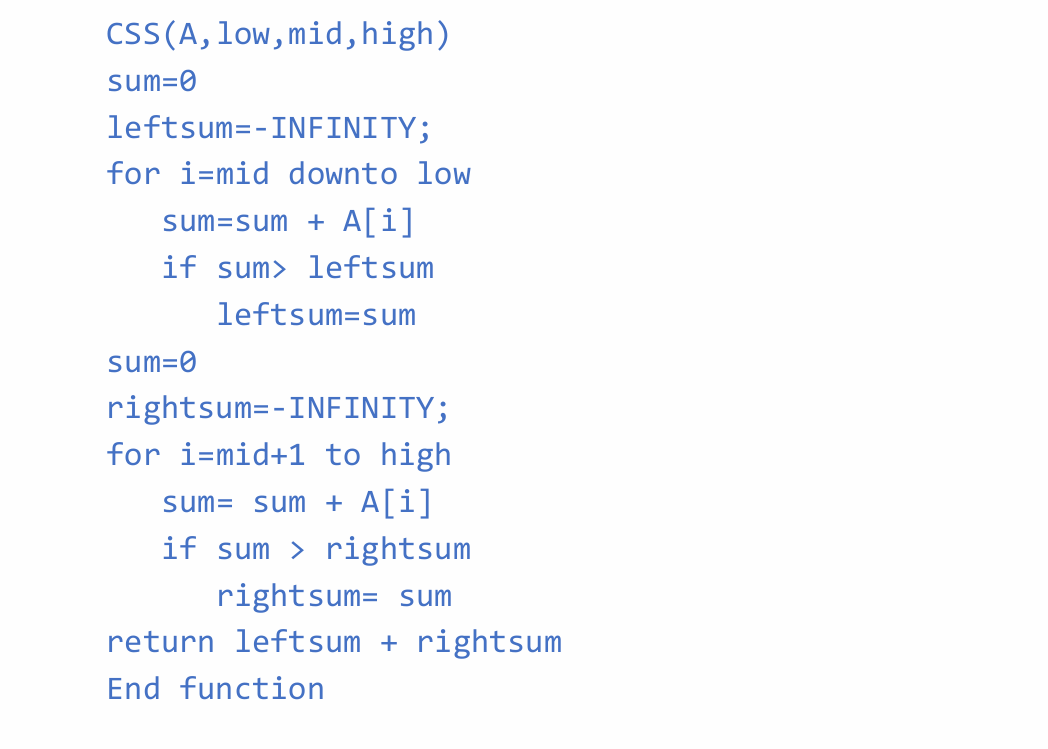 CSS(A,low,mid,high)
sum=0
leftsum=-INFINITY;
for i=mid downto low
   sum=sum + A[i]
   if sum> leftsum
      leftsum=sum
sum=0
rightsum=-INFINITY;
for i=mid+1 to high
   sum= sum + A[i]
   if sum > rightsum
      rightsum= sum
return leftsum + rightsum
End function